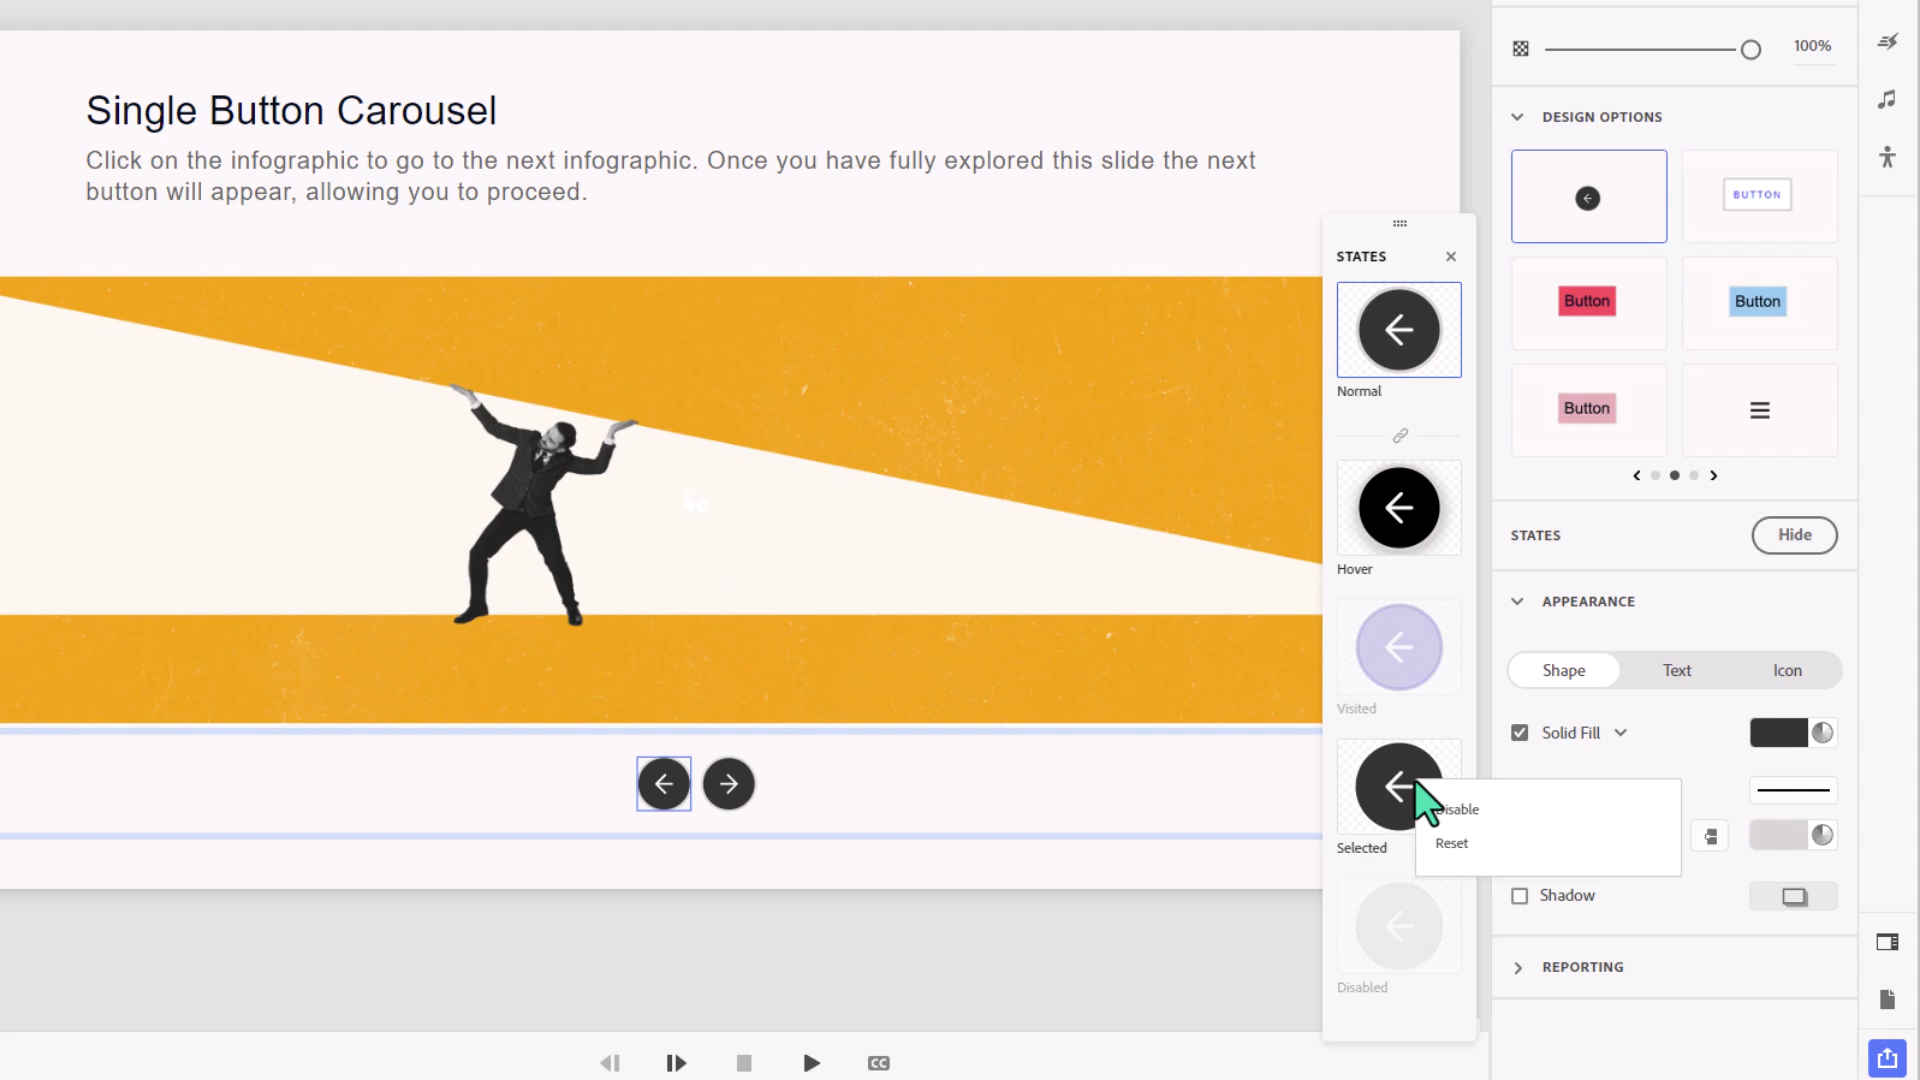 100%
DESIGN OPTIONS
Single Button Carousel
Click on the infographic to go to the next infographic. Once you have fully explored this slide the next
button will appear, allowing you to proceed.
BUTTON
Button
Button
Button
STATES
Normal
Hover
Visited
Selected
Disabled
Reset
STATES
Hide
APPEARANCE
Shape
Text
Icon
Solid Fill
Shadow
REPORTING
CC